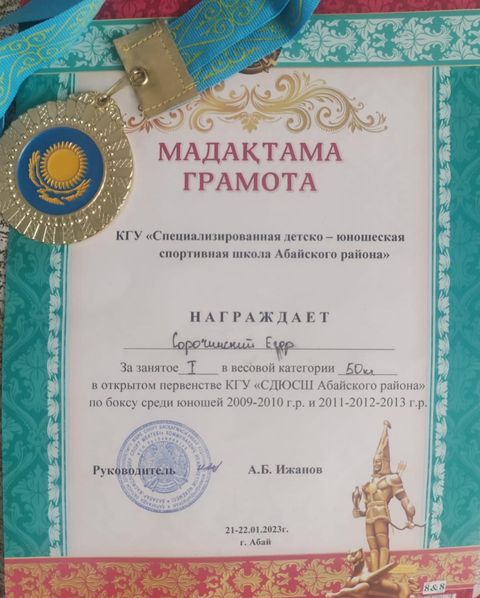 МАДАҚТАМА
ГРАМОТА
КГУ «Специализированная детско – юношеская
спортивная школа Абайского района»
НАГРАЖДАЕТ
Сорочинский Егор
За занятое I в весовой категории 50кг
в открытом первенстве КГУ «СДЮСШ Абайского района»
по боксу среди юношей 2009-2010 г.р. и 2011-2012-2013 г.р.
Руководитель А.Б. Ижанов
21-22.01.2023г.
г. Абай
8&8